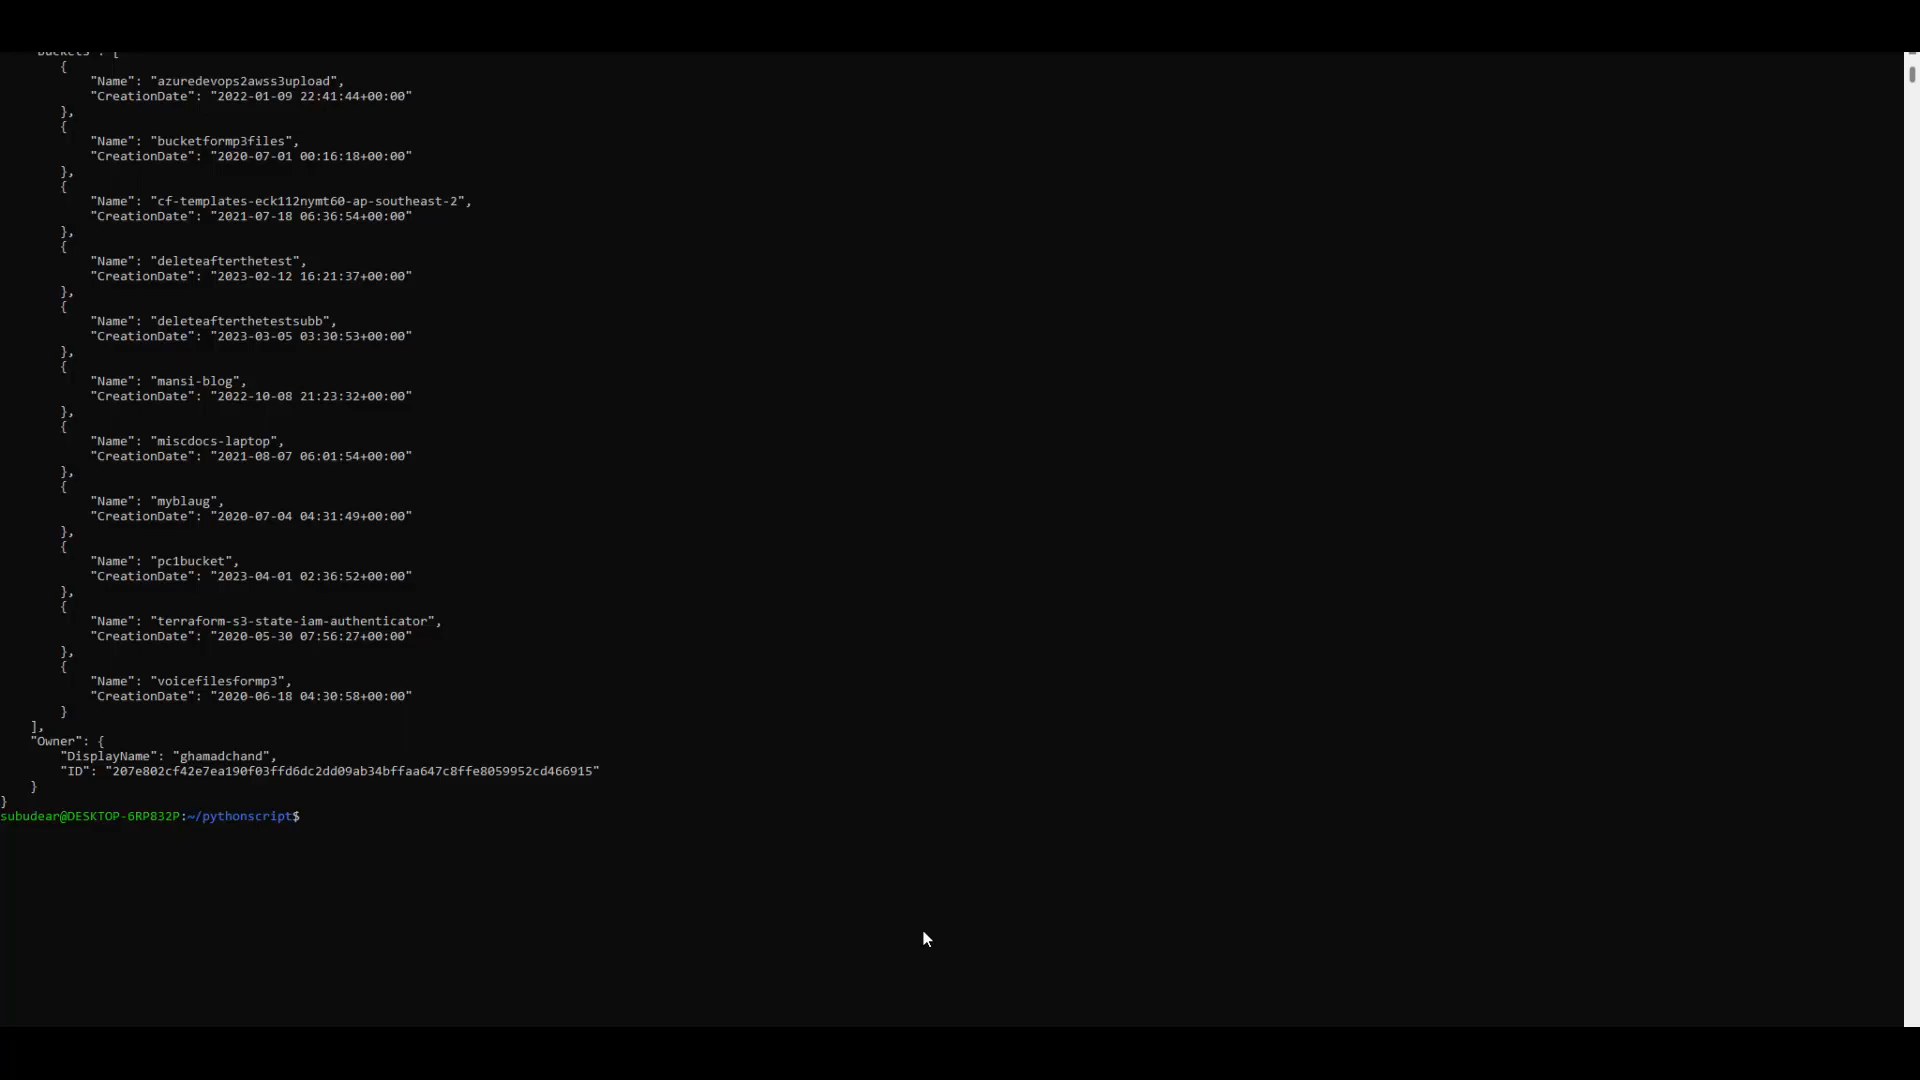 "Buckets": [
{
"Name": "azuredevops2awss3upload",
"CreationDate": "2022-01-09 22:41:44+00:00"
},
{
"Name": "bucketformp3files",
"CreationDate": "2020-07-01 00:16:18+00:00"
},
{
"Name": "cf-templates-eck112nymt60-ap-southeast-2",
"CreationDate": "2021-07-18 06:36:54+00:00"
},
{
"Name": "deleteafterthetest",
"CreationDate": "2023-02-12 16:21:37+00:00"
},
{
"Name": "deleteafterthetestsubb",
"CreationDate": "2023-03-05 03:30:53+00:00"
},
{
"Name": "mansi-blog",
"CreationDate": "2022-10-08 21:23:32+00:00"
},
{
"Name": "miscdocs-laptop",
"CreationDate": "2021-08-07 06:01:54+00:00"
},
{
"Name": "myblaug",
"CreationDate": "2020-07-04 04:31:49+00:00"
},
{
"Name": "pc1bucket",
"CreationDate": "2023-04-01 02:36:52+00:00"
},
{
"Name": "terraform-s3-state-iam-authenticator",
"CreationDate": "2020-05-30 07:56:27+00:00"
},
{
"Name": "voicefilesformp3",
"CreationDate": "2020-06-18 04:30:58+00:00"
}
],
"Owner": {
"DisplayName": "ghamadchand",
"ID": "207e802cf42e7ea190f03ffd6dc2dd09ab34bffaa647c8ffe8059952cd466915"
}
}
subudear@DESKTOP-6RP832P:~/pythonscript$